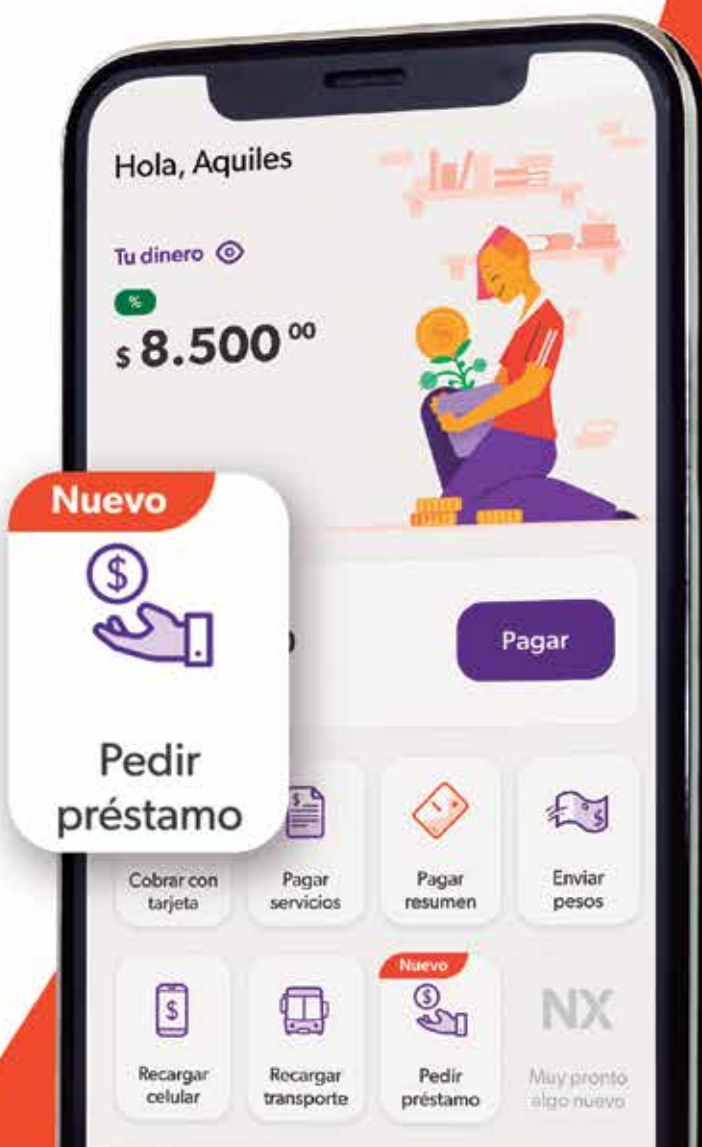 Hola, Aquiles
Tu dinero
%
$ 8.500 00
Nuevo
$
Pedir
préstamo
Pagar
$
Cobrar con
tarjeta
Pagar
servicios
Pagar
resumen
$
Enviar
pesos
$
Recargar
celular
Recargar
transporte
Nuevo
$
Pedir
préstamo
NX
Muy pronto
algo nuevo